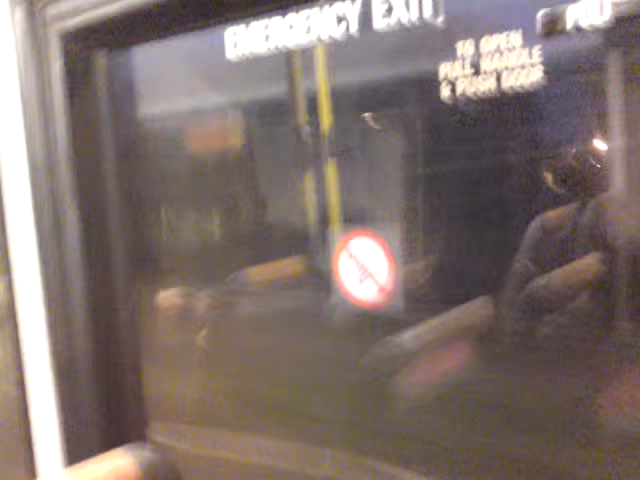 EMERGENCY EXIT
TO OPEN
PULL HANDLE
& PUSH DOOR